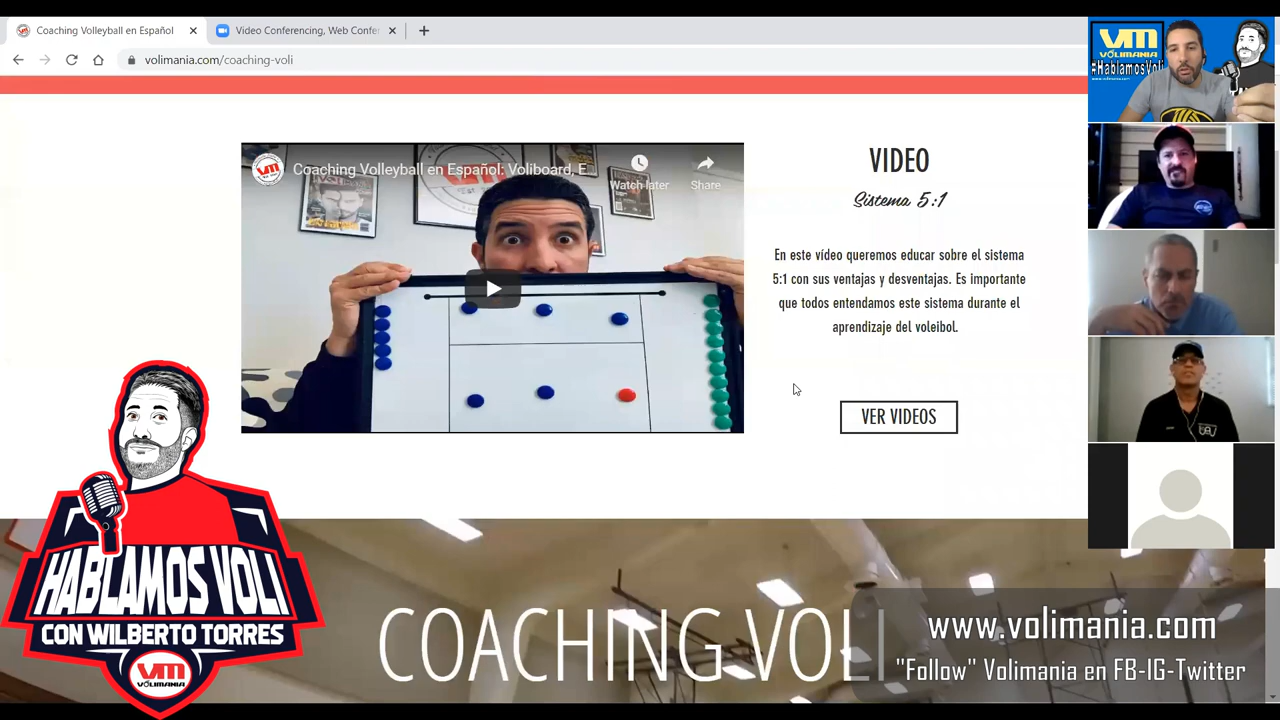 Coaching Volleyball en Español
Video Conferencing, Web Confer
volimania.com/coaching-voli
VM
VOLIMANIA
#HablamosVoli
Coaching Volleyball en Español: Voliboard, E...
Watch later
Share
VIDEO
Sistema 5:1
En este vídeo queremos educar sobre el sistema
5:1 con sus ventajas y desventajas. Es importante
que todos entendamos este sistema durante el
aprendizaje del voleibol.
VER VIDEOS
COACHING VOLI
HABLAMOS VOLI
CON WILBERTO TORRES
VM
VOLIMANIA
www.volimania.com
"Follow" Volimania en FB-IG-Twitter